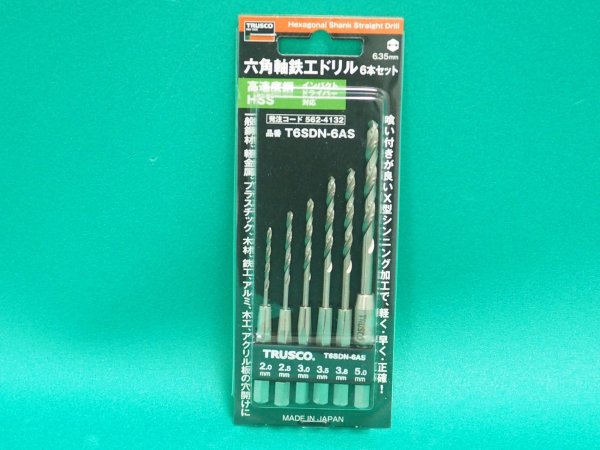 TRUSCO
Hexagonal Shank Straight Drill
六角軸鉄工ドリル 6本セット
6.35mm
高速度鋼
HSS
インパクト
ドライバー
対応
発注コード 562-4132
品番 T6SDN-6AS
喰い付きが良いX型シンニング加工で、軽く・早く・正確!
一般鋼材、軽金属、プラスチック、木材、鉄工、アルミ、木工、アクリル板の穴開けに
TRUSCO
TRUSCO. T6SDN-6AS
2.0 mm 2.5 mm 3.0 mm 3.5 mm 3.8 mm 5.0 mm
MADE IN JAPAN